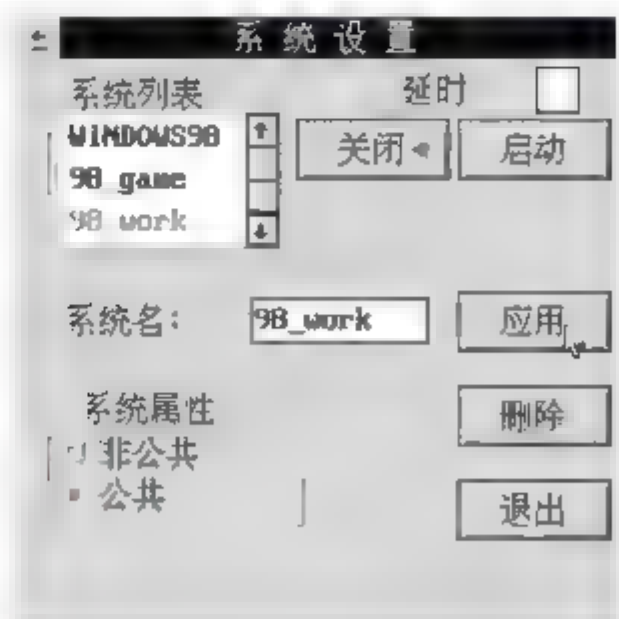 系统设置
系统列表 延时
WINDOWS98
关闭 启动
98_game
98_work
系统名: 98_work 应用
系统属性 删除
非公共
公共 退出